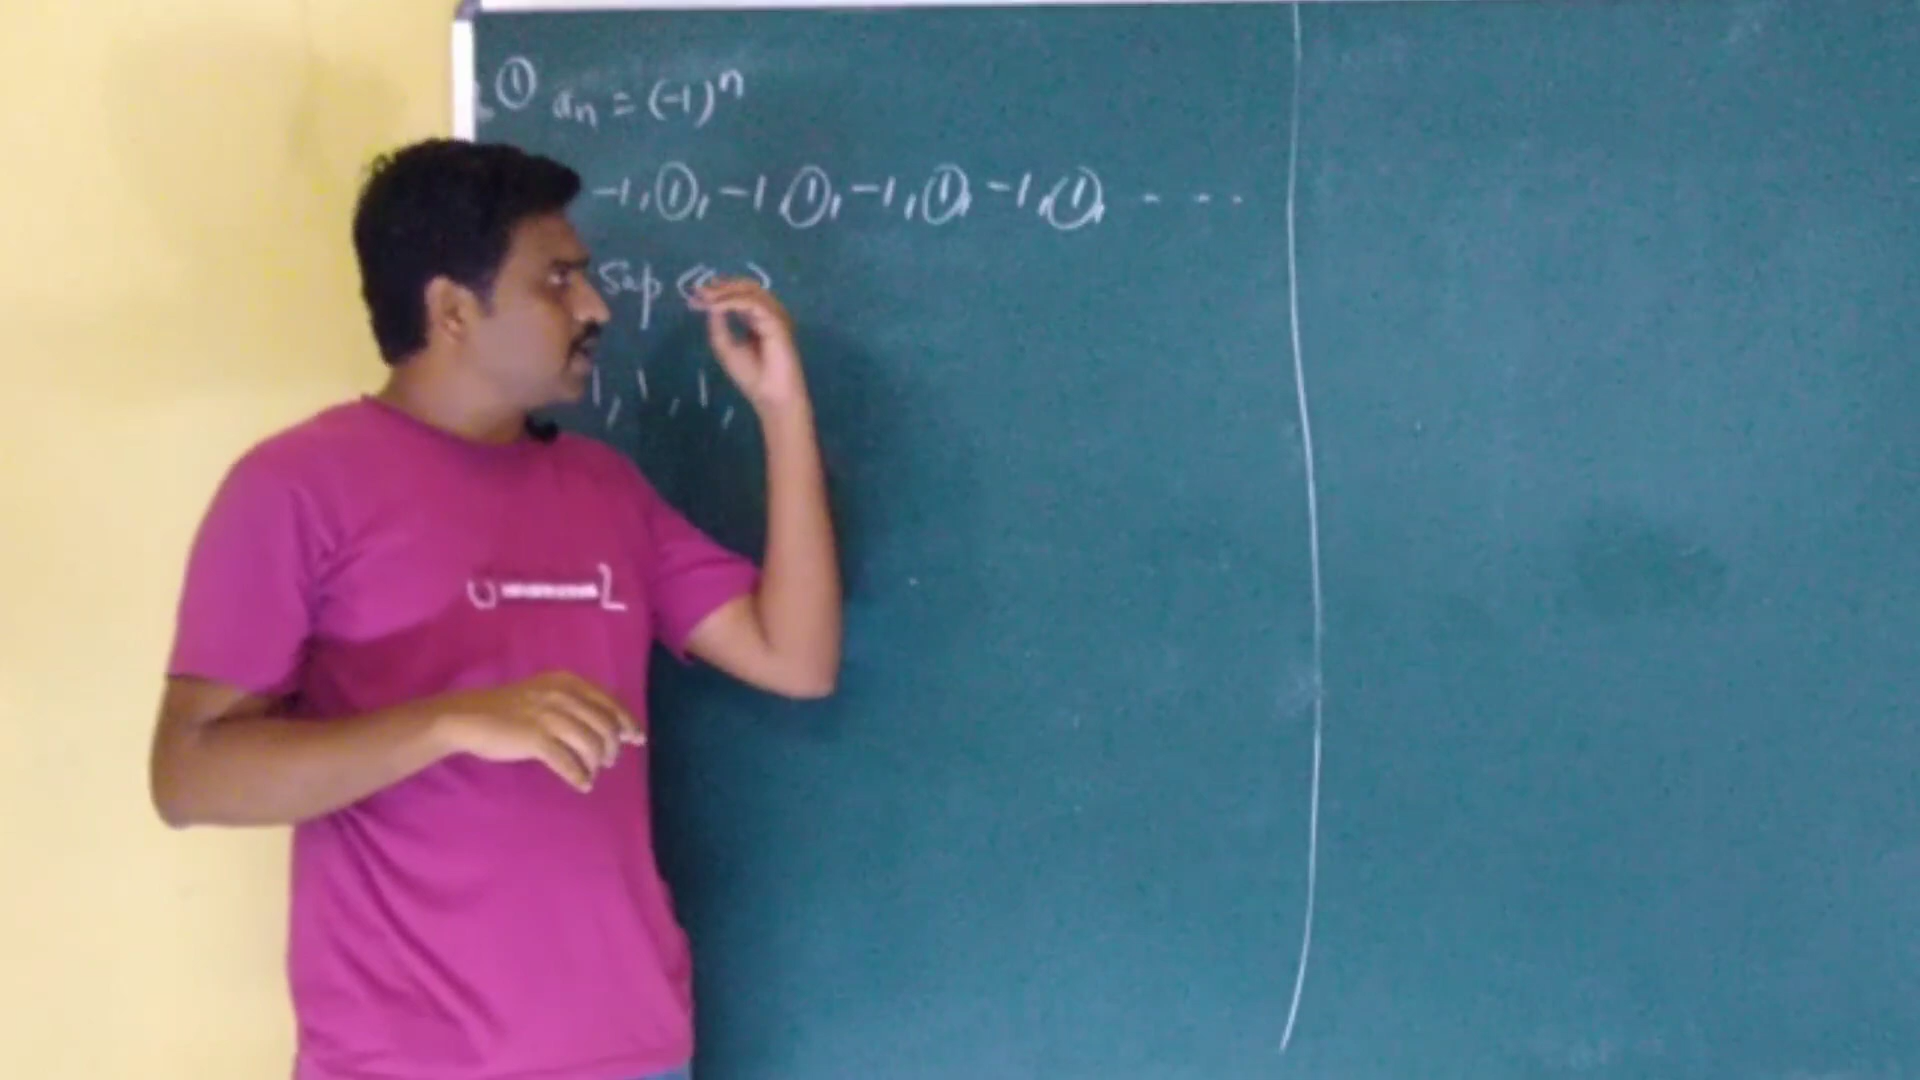 ① an = (-1)ⁿ
-1, ①, -1, ①, -1, ①, -1, ①, - - -
Sup
1, 1, 1,